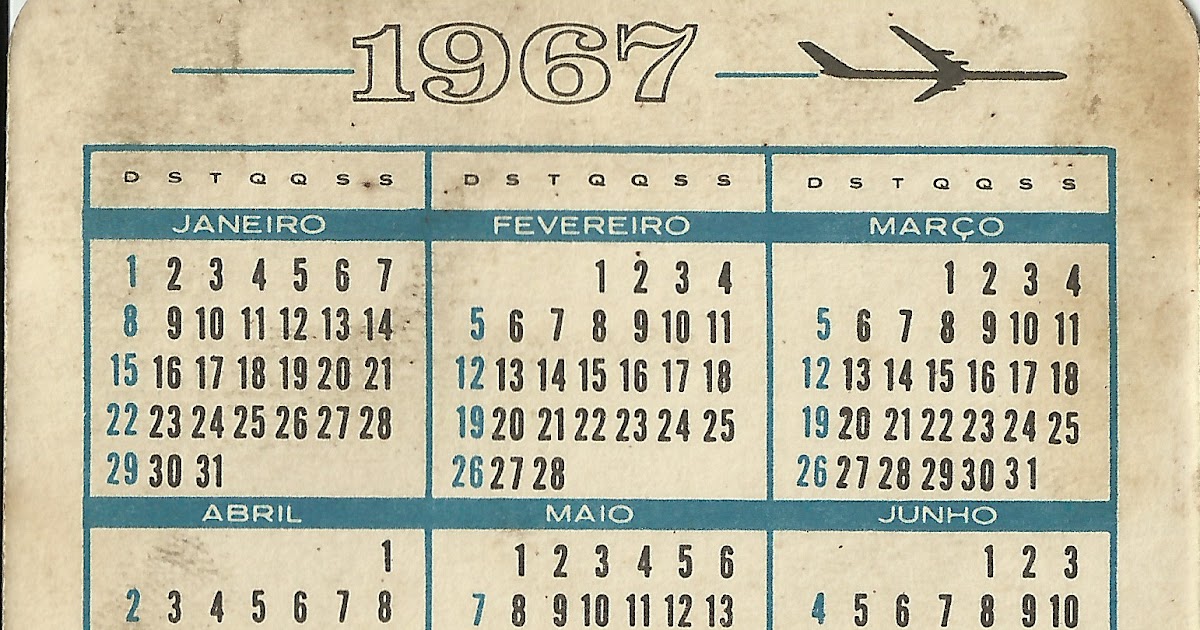 1967
D S T Q Q S S
D S T Q Q S S
D S T Q Q S S
JANEIRO
1 2 3 4 5 6 7
8 9 10 11 12 13 14
15 16 17 18 19 20 21
22 23 24 25 26 27 28
29 30 31
FEVEREIRO
1 2 3 4
5 6 7 8 9 10 11
12 13 14 15 16 17 18
19 20 21 22 23 24 25
26 27 28
MARÇO
1 2 3 4
5 6 7 8 9 10 11
12 13 14 15 16 17 18
19 20 21 22 23 24 25
26 27 28 29 30 31
ABRIL
1
2 3 4 5 6 7 8
MAIO
1 2 3 4 5 6
7 8 9 10 11 12 13
JUNHO
1 2 3
4 5 6 7 8 9 10